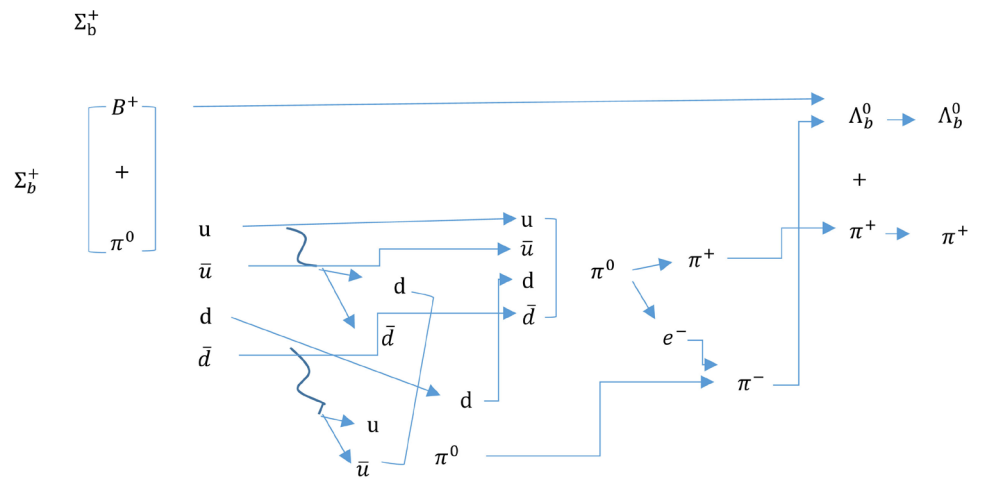 Σ_b^+
B^+
Λ_b^0 Λ_b^0
+
Σ_b^+
+
π^0
u
u
π^+ π^+
ū
ū
d
d
π^0
π^+
d
d̄
d̄
e^-
d̄
π^-
d
u
π^0
ū